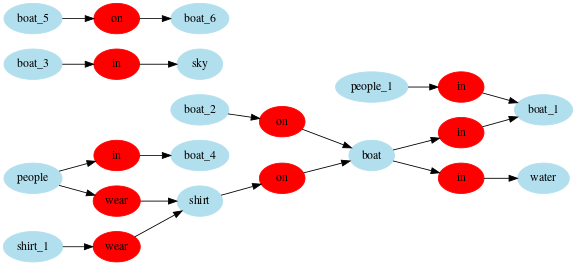 boat_5 on boat_6
boat_3 in sky
people_1 in boat_1
boat_2 on
in
people in boat_4
boat
wear shirt on in water
shirt_1 wear